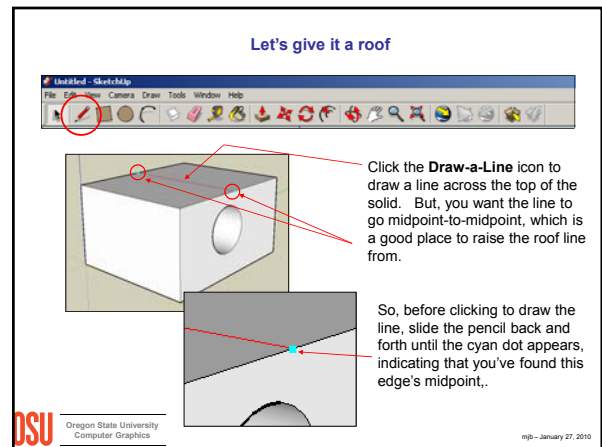 Let's give it a roof
Untitled - SketchUp
File Edit View Camera Draw Tools Window Help
Click the Draw-a-Line icon to
draw a line across the top of the
solid. But, you want the line to
go midpoint-to-midpoint, which is
a good place to raise the roof line
from.
So, before clicking to draw the
line, slide the pencil back and
forth until the cyan dot appears,
indicating that you've found this
edge's midpoint,.
OSU
Oregon State University
Computer Graphics
mjb – January 27, 2010